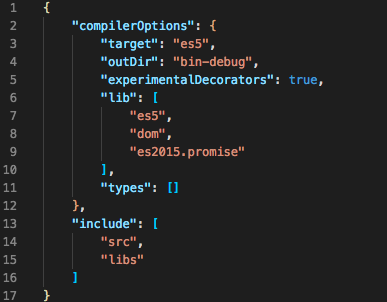 1 {
2     "compilerOptions": {
3         "target": "es5",
4         "outDir": "bin-debug",
5         "experimentalDecorators": true,
6         "lib": [
7             "es5",
8             "dom",
9             "es2015.promise"
10         ],
11         "types": []
12     },
13     "include": [
14         "src",
15         "libs"
16     ]
17 }